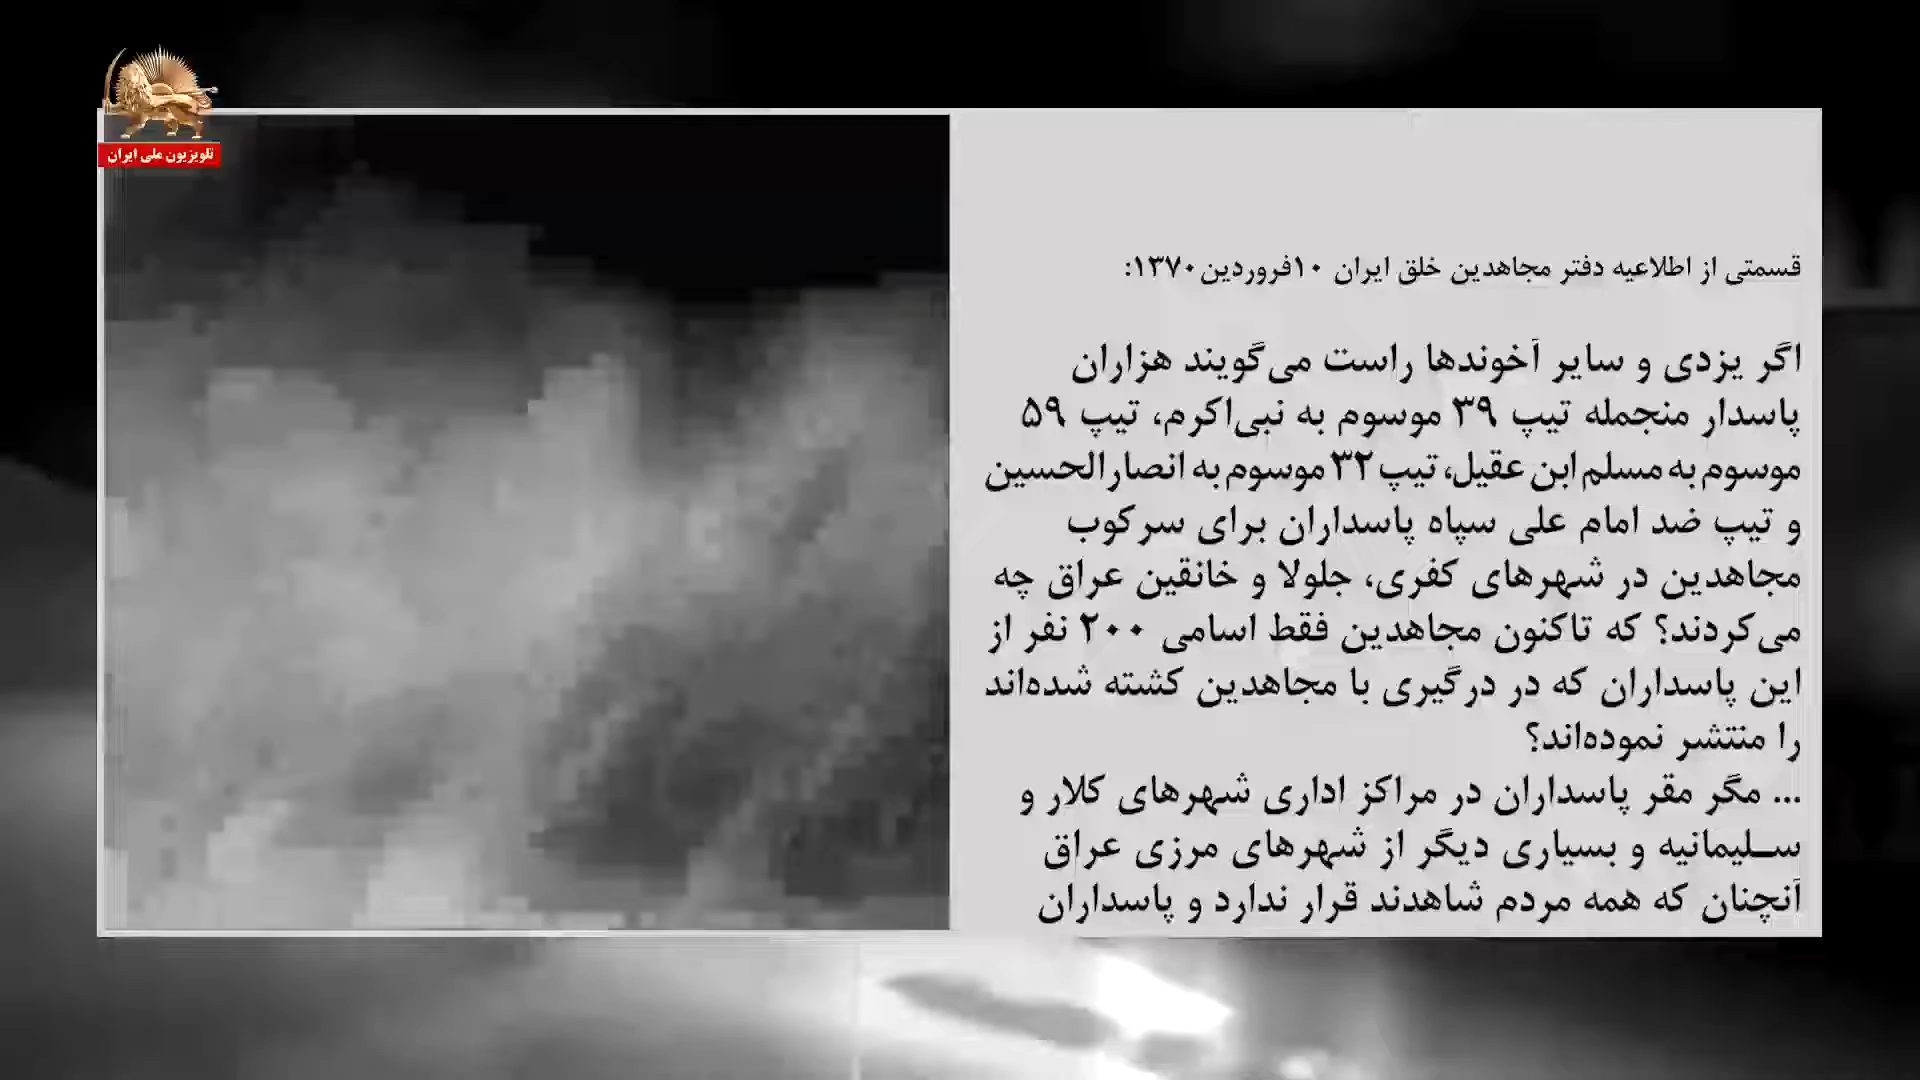 تلویزیون ملی ایران
قسمتی از اطلاعیه دفتر مجاهدین خلق ایران ۱۰فروردین۱۳۷۰:
اگر یزدی و سایر آخوندها راست می‌گویند هزاران
پاسدار منجمله تیپ ۳۹ موسوم به نبی‌اکرم، تیپ ۵۹
موسوم به مسلم ابن عقیل، تیپ ۳۲ موسوم به انصارالحسین
و تیپ ضد امام علی سپاه پاسداران برای سرکوب
مجاهدین در شهرهای کفری، جلولا و خانقین عراق چه
می‌کردند؟ که تاکنون مجاهدین فقط اسامی ۲۰۰ نفر از
این پاسداران که در درگیری با مجاهدین کشته شده‌اند
را منتشر نموده‌اند؟
... مگر مقر پاسداران در مراکز اداری شهرهای کلار و
سـلیمانیه و بسیاری دیگر از شهرهای مرزی عراق
آنچنان که همه مردم شاهدند قرار ندارد و پاسداران